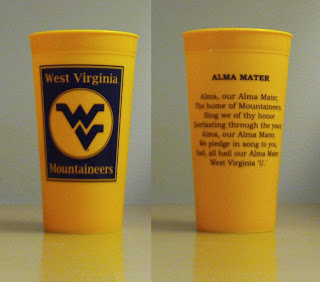 West Virginia
WV
Mountaineers
ALMA MATER
Alma, our Alma Mater,
The home of Mountaineers.
Sing we of thy honor
Everlasting through the years.
Alma, our Alma Mater,
We pledge in song to you,
Hail, all hail our Alma Mater
West Virginia 'U.'